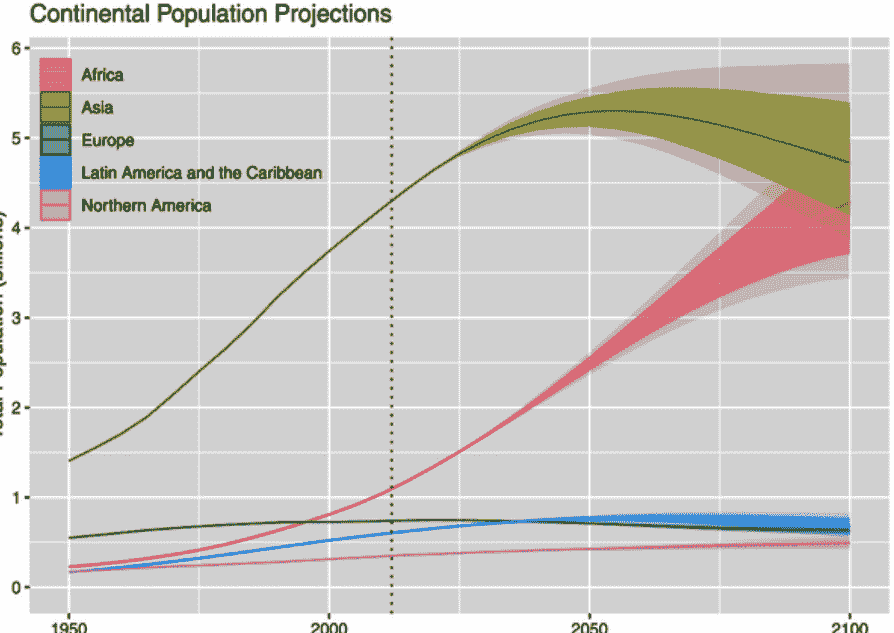 Continental Population Projections
Africa
Asia
Europe
Latin America and the Caribbean
Northern America
6
5
4
3
2
1
0
1950
2000
2050
2100